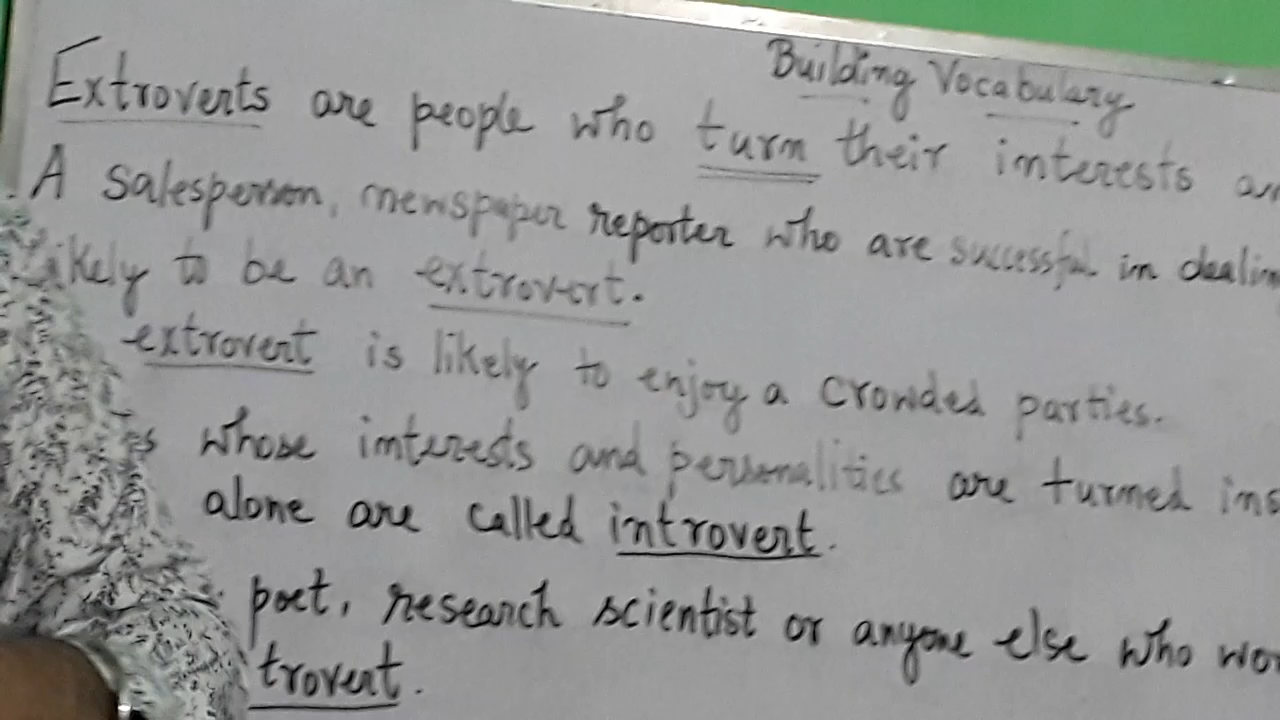 Building Vocabulary
Extroverts are people who turn their interests
A salesperson, newspaper reporter who are successful in
likely to be an extrovert.
extrovert is likely to enjoy a crowded parties.
whose interests and personalities are turned
alone are called introvert.
poet, research scientist or anyone else who
trovert.